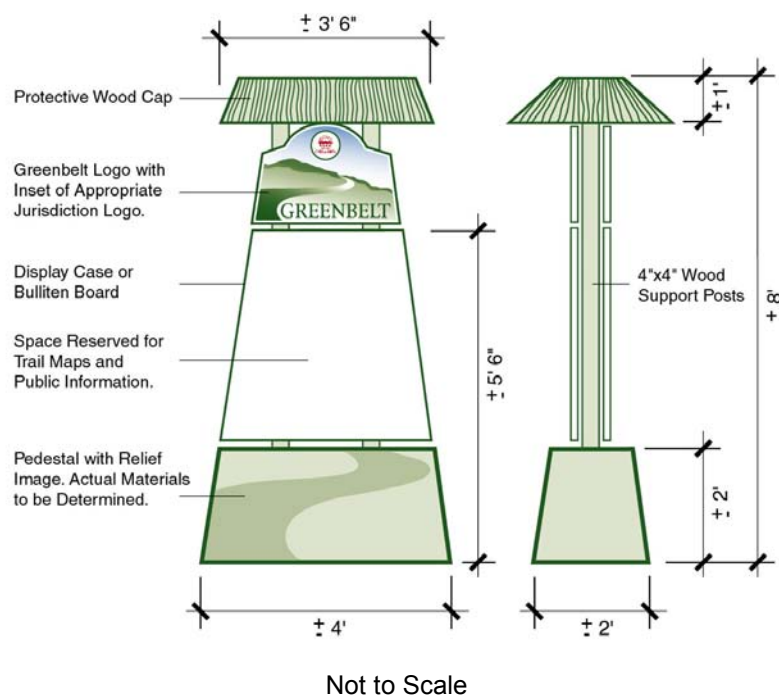 ± 3' 6"
Protective Wood Cap
± 1'
Greenbelt Logo with
Inset of Appropriate
Jurisdiction Logo.
GREENBELT
Display Case or
Bulliten Board
4"x4" Wood
Support Posts
± 8'
Space Reserved for
Trail Maps and
Public Information.
± 5' 6"
Pedestal with Relief
Image. Actual Materials
to be Determined.
± 2'
± 4'
± 2'
Not to Scale